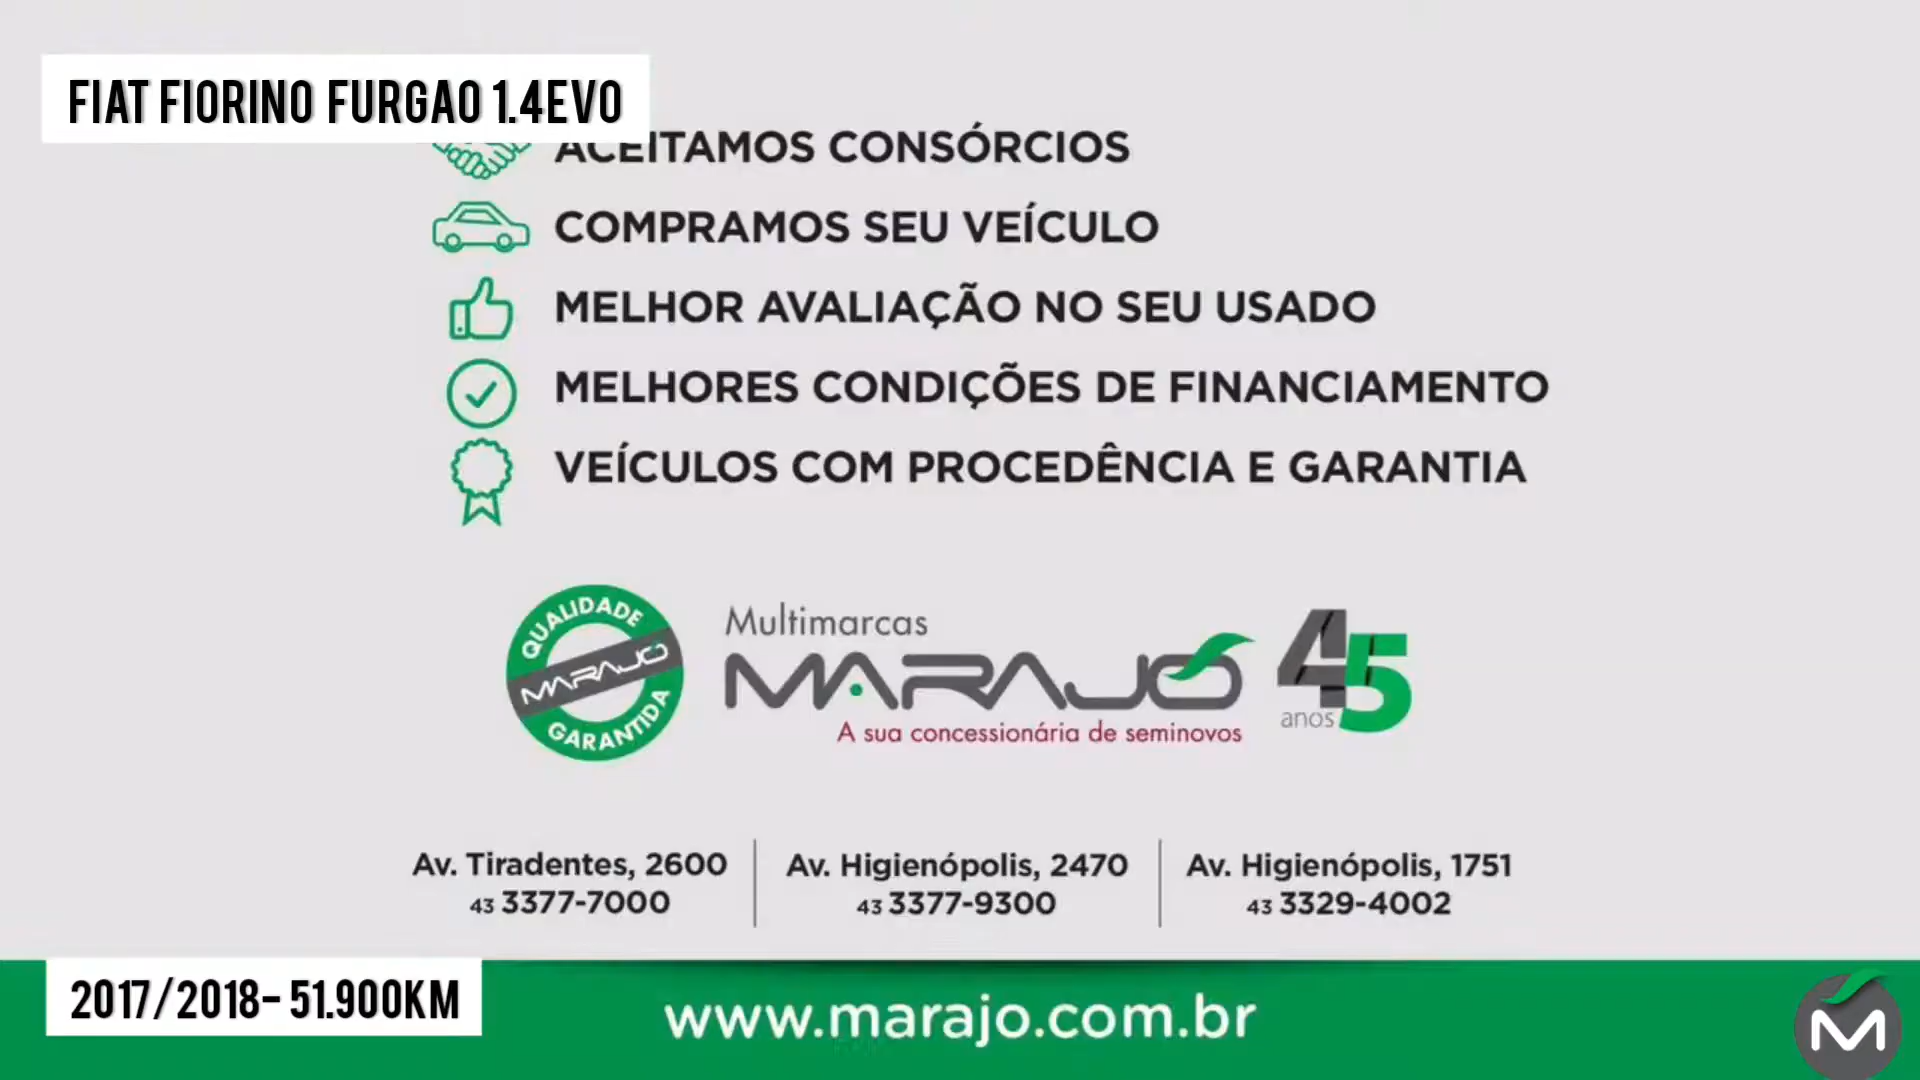 FIAT FIORINO FURGAO 1.4EVO
ACEITAMOS CONSÓRCIOS
COMPRAMOS SEU VEÍCULO
MELHOR AVALIAÇÃO NO SEU USADO
MELHORES CONDIÇÕES DE FINANCIAMENTO
VEÍCULOS COM PROCEDÊNCIA E GARANTIA
QUALIDADE
MARAJÓ
GARANTIDA
Multimarcas
MARAJÓ
A sua concessionária de seminovos
45
anos
Av. Tiradentes, 2600
43 3377-7000
Av. Higienópolis, 2470
43 3377-9300
Av. Higienópolis, 1751
43 3329-4002
2017/2018- 51.900KM
www.marajo.com.br
M